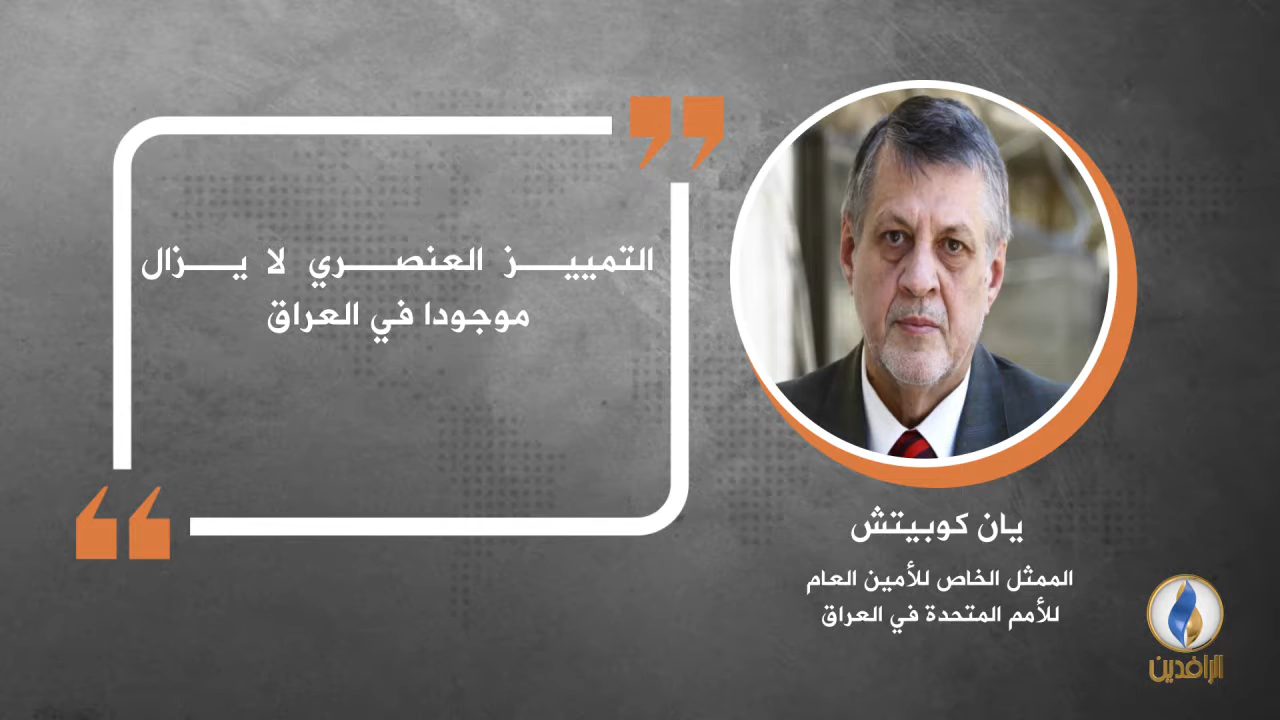 التمييز العنصري لا يزال
موجودا في العراق
يان كوبيتش
الممثل الخاص للأمين العام
للأمم المتحدة في العراق
الرافدين